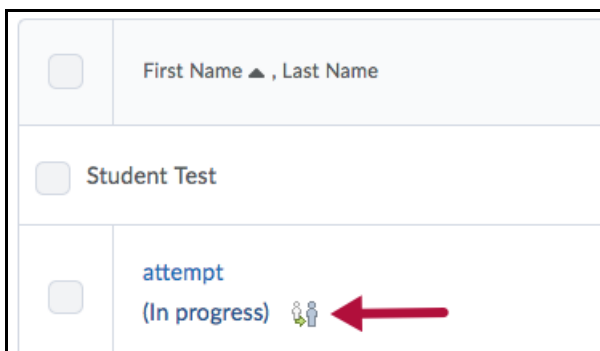 First Name ▲ , Last Name
Student Test
attempt
(In progress)